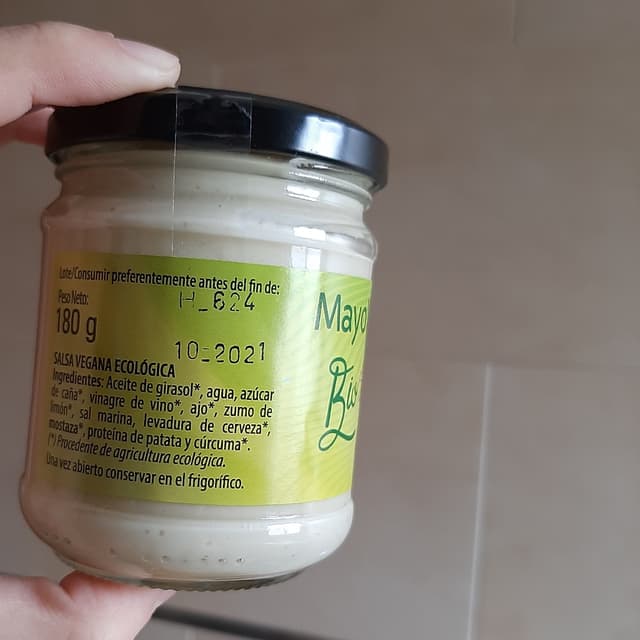 Lote/Consumir preferentemente antes del fin de:
H_624
Peso Neto:
180 g
10-2021
SALSA VEGANA ECOLÓGICA
Ingredientes: Aceite de girasol*, agua, azúcar
de caña*, vinagre de vino*, ajo*, zumo de
limón*, sal marina, levadura de cerveza*,
mostaza*, proteína de patata y cúrcuma*.
(*) Procedente de agricultura ecológica.
Una vez abierto conservar en el frigorífico.
Mayo
Bio